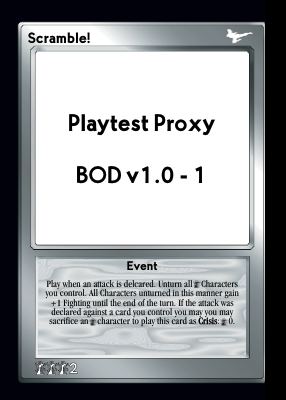 Scramble!
Playtest Proxy
BOD v1.0 - 1
Event
Play when an attack is delcared. Unturn all Characters
you control. All Characters unturned in this manner gain
+1 Fighting until the end of the turn. If the attack was
declared against a card you control you may you may
sacrifice an character to play this card as Crisis: 0.
2